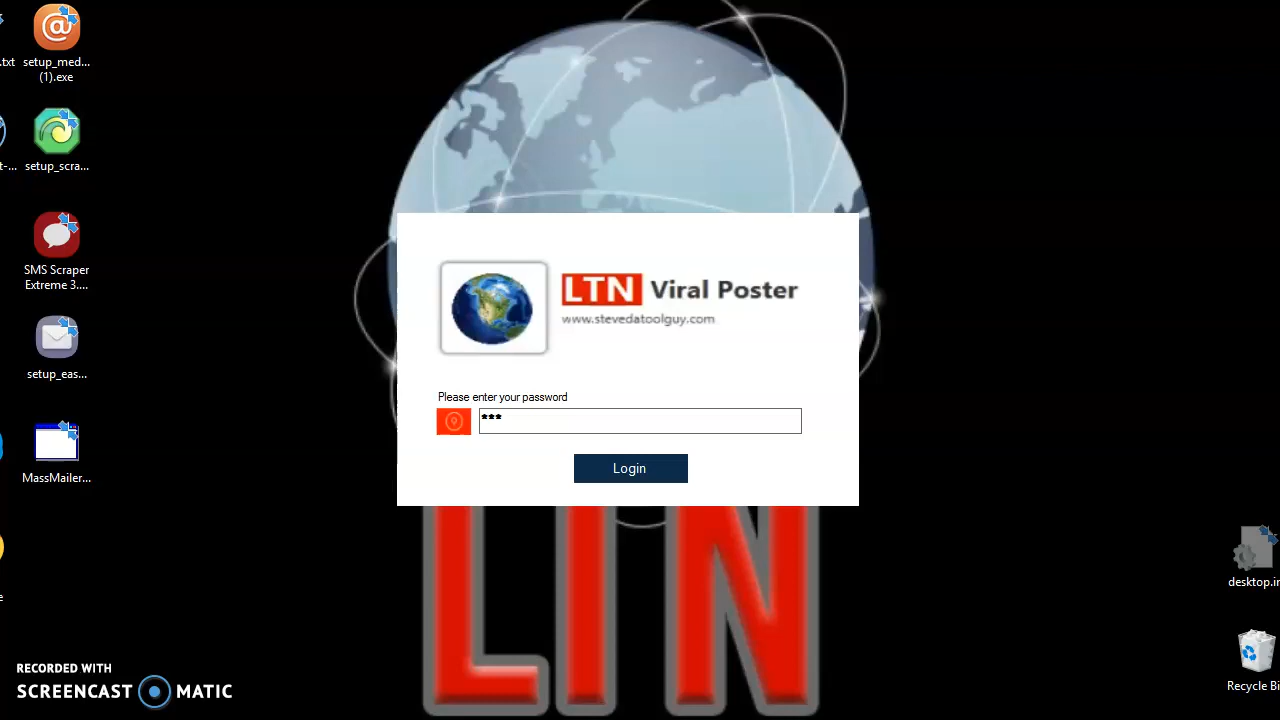 .txt
setup_med...
(1).exe
t-...
setup_scra...
SMS Scraper
Extreme 3....
setup_eas...
MassMailer...
e
LTN Viral Poster
www.stevedatoolguy.com
Please enter your password
***
Login
LTN
desktop.in
Recycle Bi
RECORDED WITH
SCREENCAST MATIC